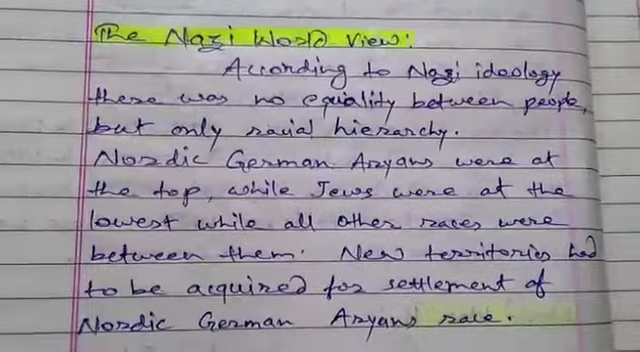 The Nazi World View:
According to Nazi ideology
there was no equality between people,
but only racial hierarchy.
Nordic German Aryans were at
the top, while Jews were at the
lowest while all other races were
between them. New territories had
to be acquired for settlement of
Nordic German Aryans race.